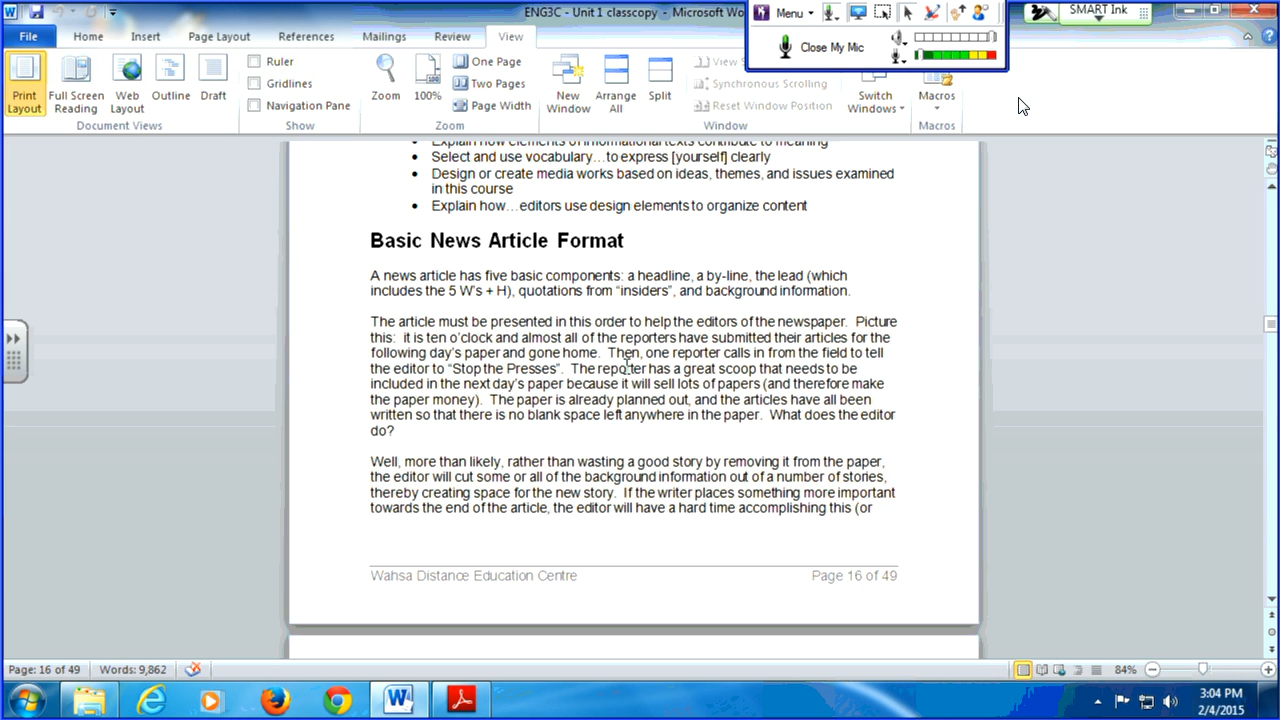 ENG3C - Unit 1 classcopy - Microsoft Wo
Menu
SMART Ink
Close My Mic
File Home Insert Page Layout References Mailings Review View
Print Layout
Full Screen Reading
Web Layout
Outline
Draft
Document Views
Ruler
Gridlines
Navigation Pane
Show
Zoom
100%
One Page
Two Pages
Page Width
Zoom
New Window
Arrange All
Split
View S
Synchronous Scrolling
Reset Window Position
Window
Switch Windows
Macros
Macros
Explain how elements of informational texts contribute to meaning
• Select and use vocabulary…to express [yourself] clearly
• Design or create media works based on ideas, themes, and issues examined
in this course
• Explain how…editors use design elements to organize content
Basic News Article Format
A news article has five basic components: a headline, a by-line, the lead (which
includes the 5 W's + H), quotations from "insiders", and background information.
The article must be presented in this order to help the editors of the newspaper. Picture
this: it is ten o'clock and almost all of the reporters have submitted their articles for the
following day's paper and gone home. Then, one reporter calls in from the field to tell
the editor to "Stop the Presses". The reporter has a great scoop that needs to be
included in the next day's paper because it will sell lots of papers (and therefore make
the paper money). The paper is already planned out, and the articles have all been
written so that there is no blank space left anywhere in the paper. What does the editor
do?
Well, more than likely, rather than wasting a good story by removing it from the paper,
the editor will cut some or all of the background information out of a number of stories,
thereby creating space for the new story. If the writer places something more important
towards the end of the article, the editor will have a hard time accomplishing this (or
Wahsa Distance Education Centre Page 16 of 49
Page: 16 of 49 Words: 9,862 84%
3:04 PM
2/4/2015